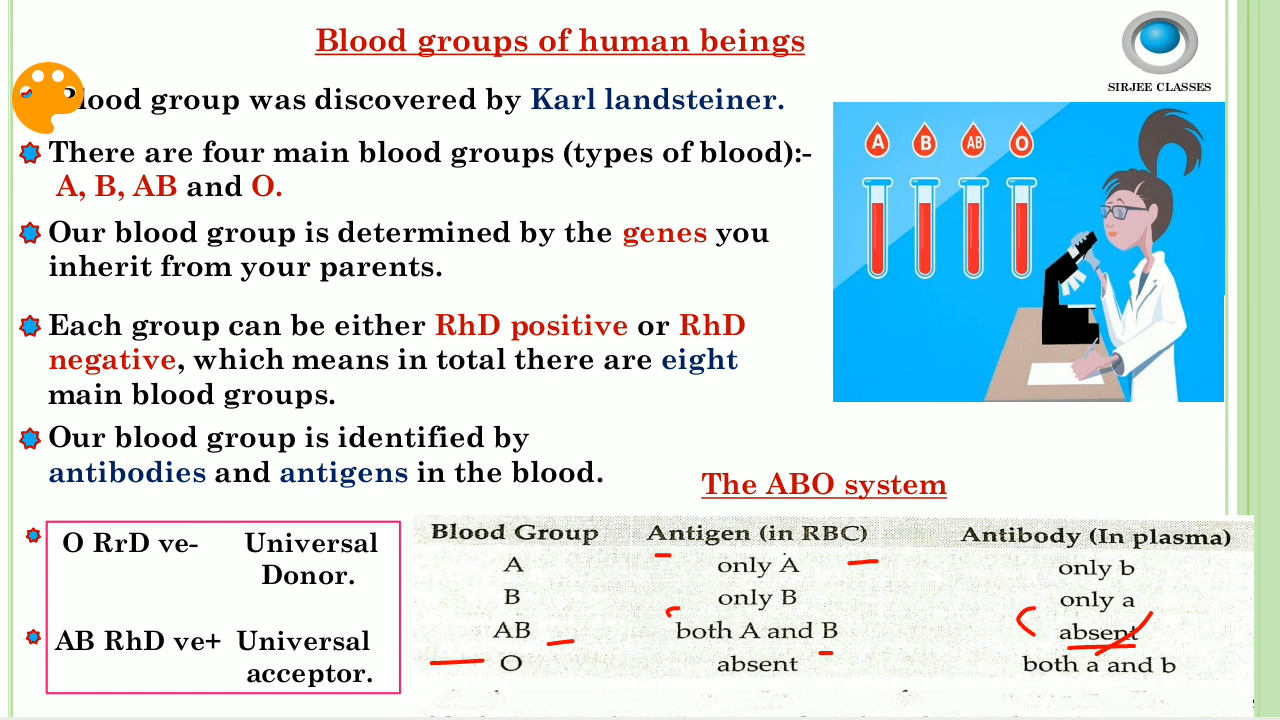 Blood groups of human beings
SIRJEE CLASSES
lood group was discovered by Karl landsteiner.
There are four main blood groups (types of blood):-
A, B, AB and O.
A B AB O
Our blood group is determined by the genes you
inherit from your parents.
Each group can be either RhD positive or RhD
negative, which means in total there are eight
main blood groups.
Our blood group is identified by
antibodies and antigens in the blood.
The ABO system
O RrD ve- Universal
Donor.
AB RhD ve+ Universal
acceptor.
Blood Group Antigen (in RBC) Antibody (In plasma)
A only A only b
B only B only a
AB both A and B absent
O absent both a and b